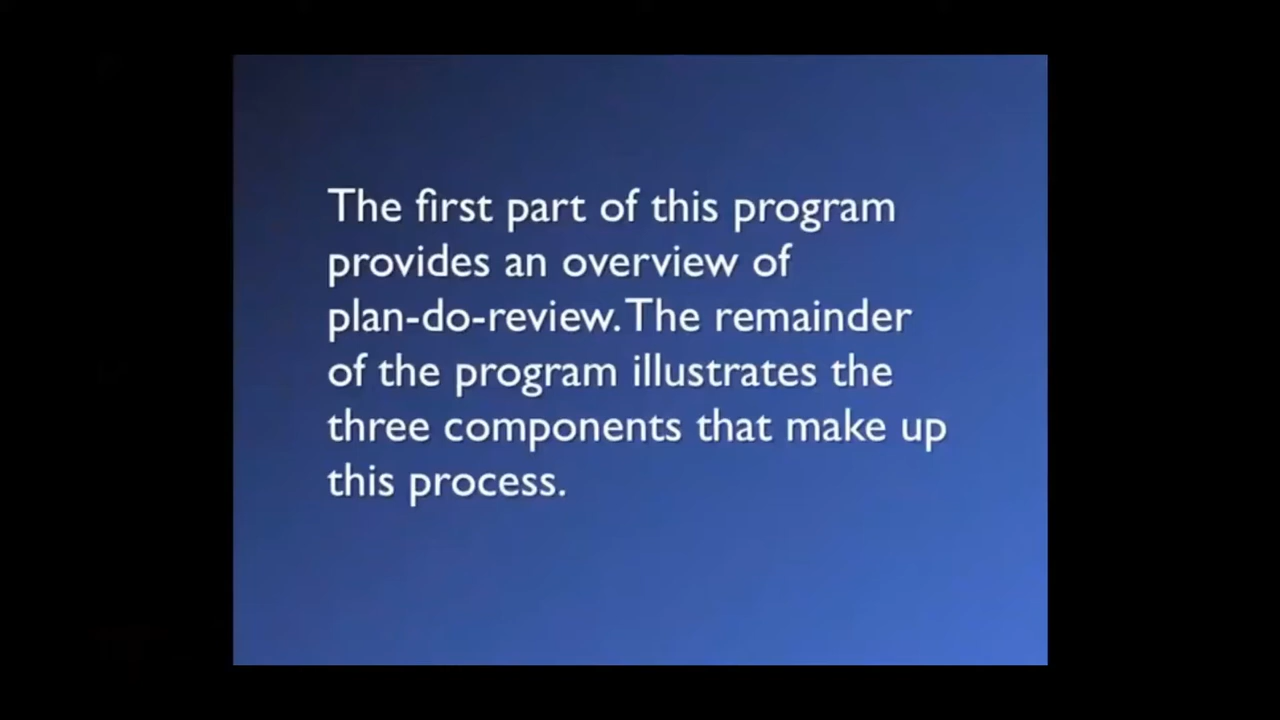 The first part of this program
provides an overview of
plan-do-review. The remainder
of the program illustrates the
three components that make up
this process.